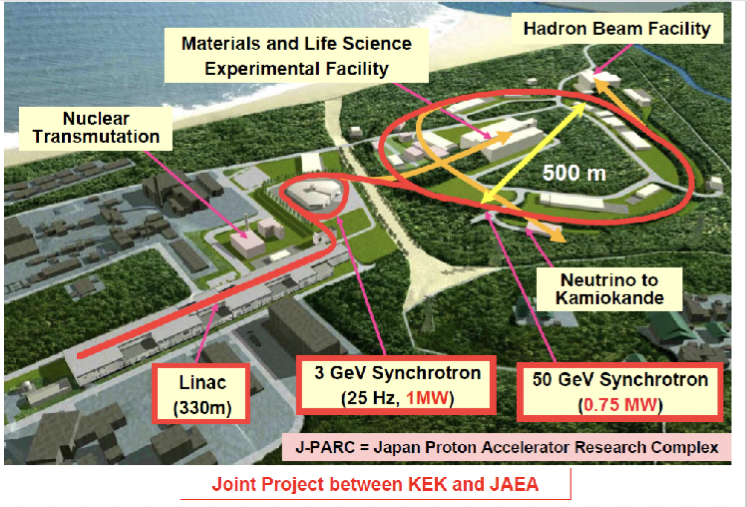 Hadron Beam Facility
Materials and Life Science
Experimental Facility
Nuclear
Transmutation
500 m
Neutrino to
Kamiokande
Linac
(330m)
3 GeV Synchrotron
(25 Hz, 1MW)
50 GeV Synchrotron
(0.75 MW)
J-PARC = Japan Proton Accelerator Research Complex
Joint Project between KEK and JAEA